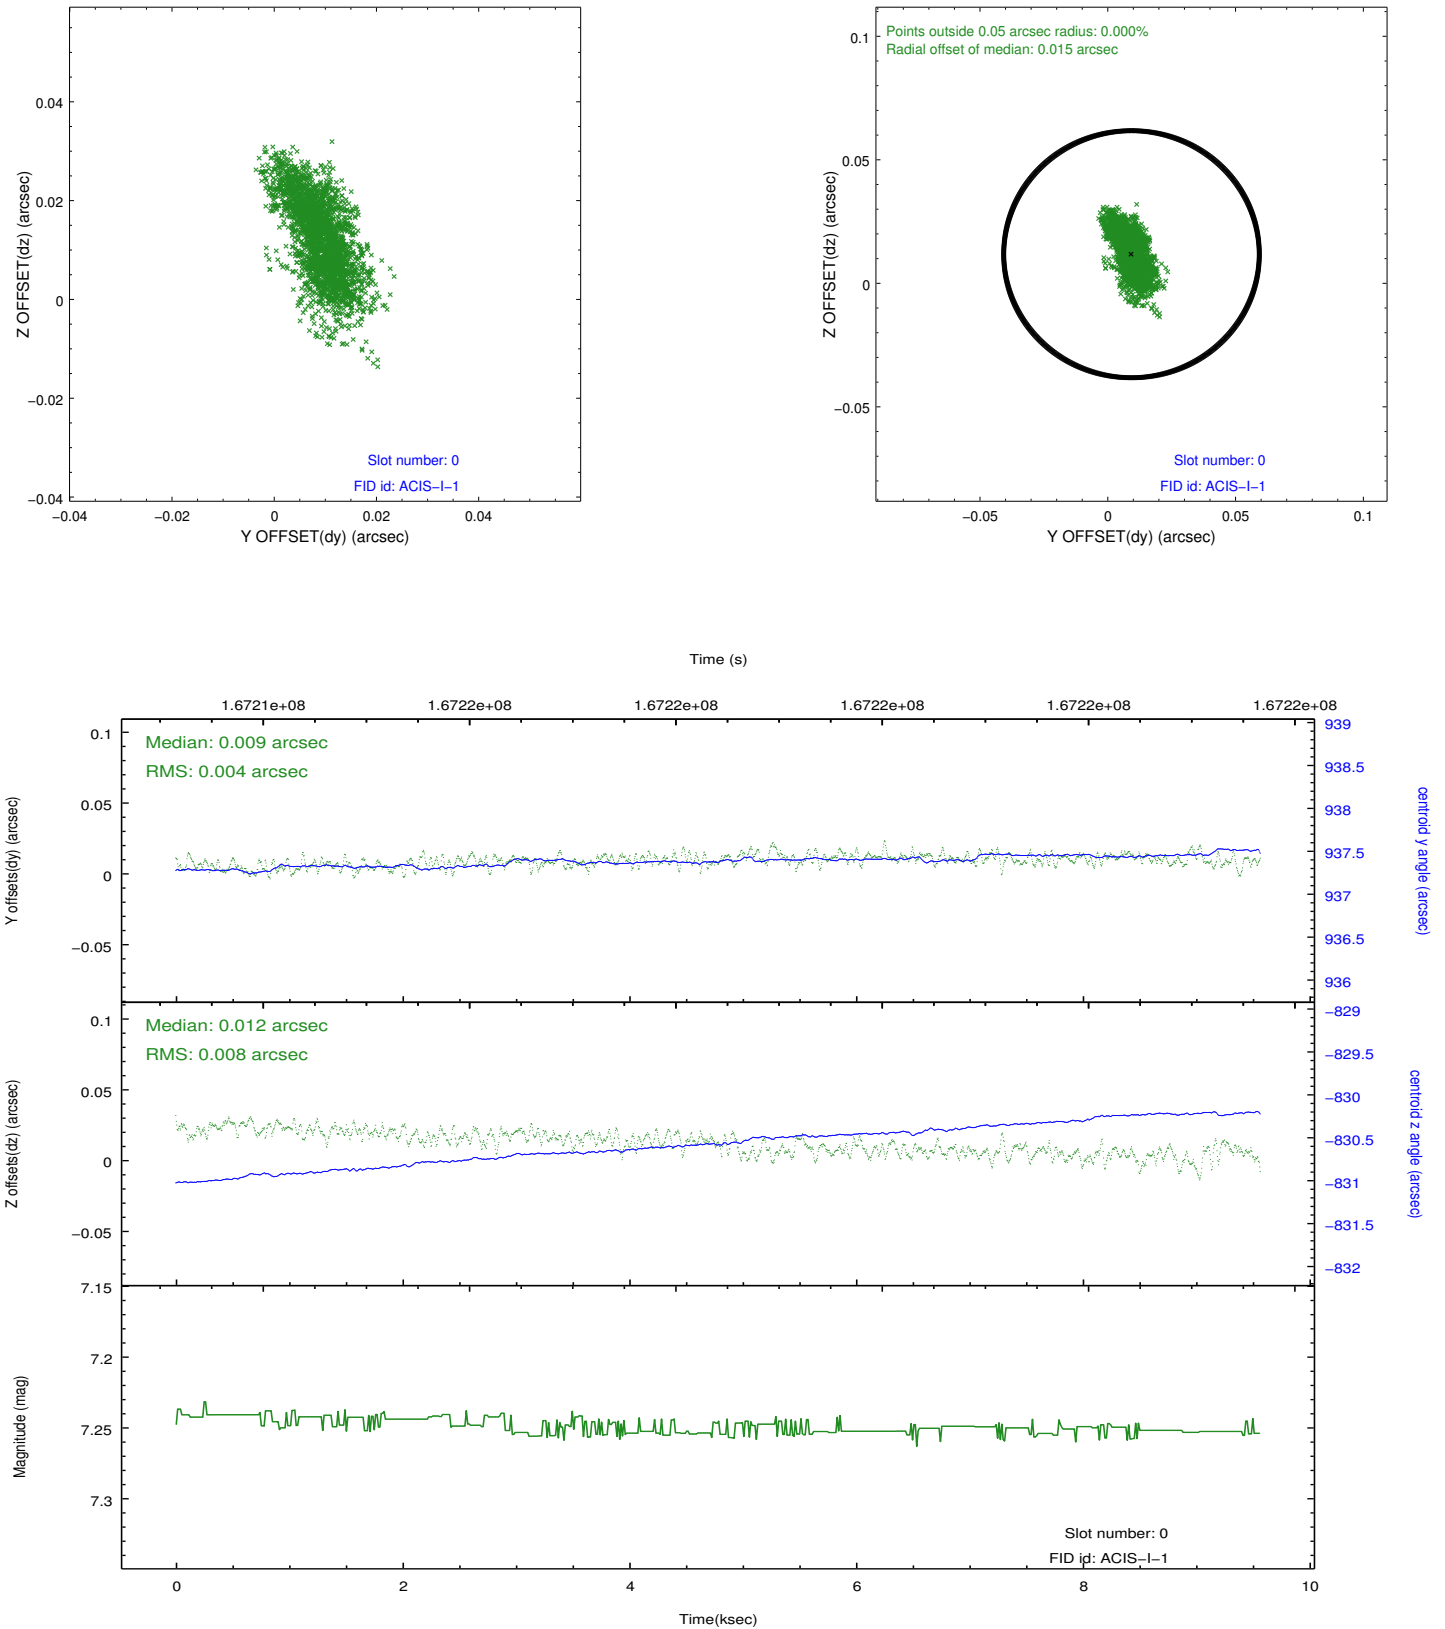 0.04
0.02
0
−0.02
−0.04
Z OFFSET(dz) (arcsec)
Slot number: 0
FID id: ACIS−I−1
−0.04
−0.02
0
0.02
0.04
Y OFFSET(dy) (arcsec)
Points outside 0.05 arcsec radius: 0.000%
Radial offset of median: 0.015 arcsec
0.1
0.05
0
−0.05
Z OFFSET(dz) (arcsec)
Slot number: 0
FID id: ACIS−I−1
−0.05
0
0.05
0.1
Y OFFSET(dy) (arcsec)
Time (s)
1.6721e+08
1.6722e+08
1.6722e+08
1.6722e+08
1.6722e+08
1.6722e+08
Median: 0.009 arcsec
RMS: 0.004 arcsec
0.1
0.05
0
−0.05
Y offsets(dy) (arcsec)
939
938.5
938
937.5
937
936.5
936
centroid y angle (arcsec)
Median: 0.012 arcsec
RMS: 0.008 arcsec
0.1
0.05
0
−0.05
Z offsets(dz) (arcsec)
−829
−829.5
−830
−830.5
−831
−831.5
−832
centroid z angle (arcsec)
7.15
7.2
7.25
7.3
Magnitude (mag)
Slot number: 0
FID id: ACIS−I−1
0
2
4
6
8
10
Time(ksec)